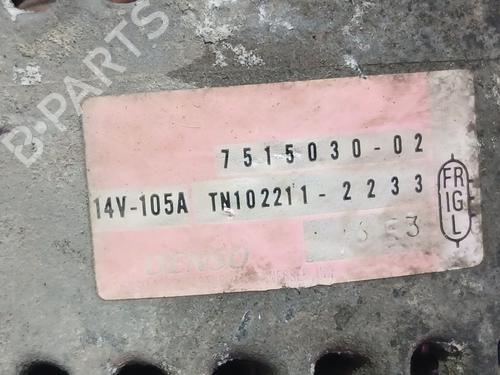 B-PARTS
7515030-02
14V-105A TN102211-2233
FR
IG
L
DENSO